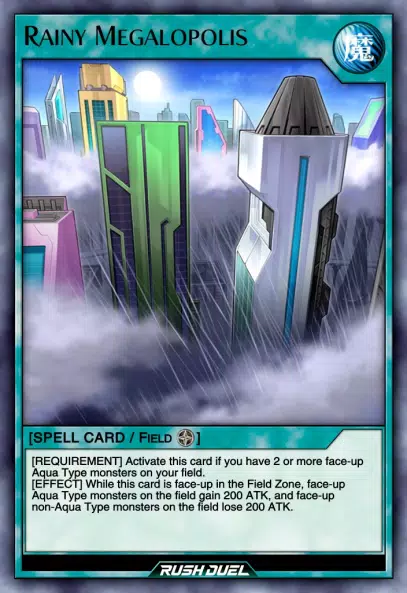 RAINY MEGALOPOLIS
魔
[SPELL CARD / FIELD ]
[REQUIREMENT] Activate this card if you have 2 or more face-up
Aqua Type monsters on your field.
[EFFECT] While this card is face-up in the Field Zone, face-up
Aqua Type monsters on the field gain 200 ATK, and face-up
non-Aqua Type monsters on the field lose 200 ATK.
RUSH DUEL